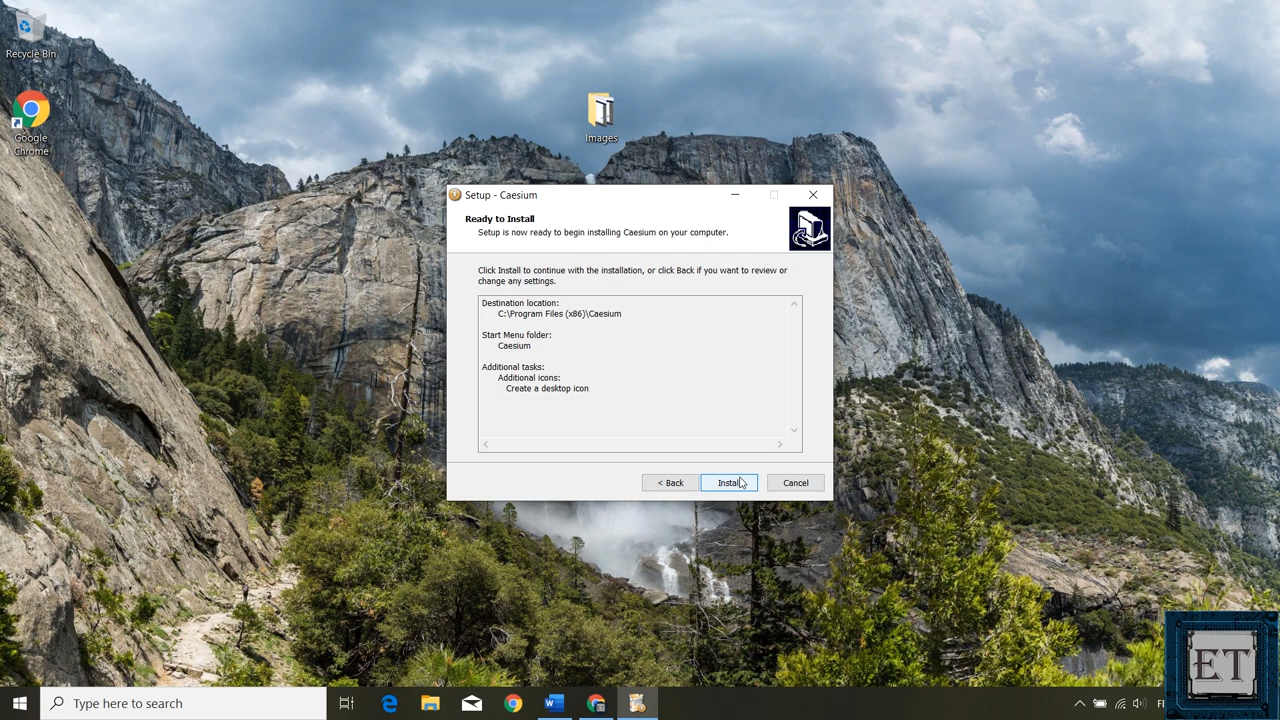 Recycle Bin
Google
Chrome
Images
Setup - Caesium
Ready to Install
Setup is now ready to begin installing Caesium on your computer.
Click Install to continue with the installation, or click Back if you want to review or
change any settings.
Destination location:
C:\Program Files (x86)\Caesium
Start Menu folder:
Caesium
Additional tasks:
Additional icons:
Create a desktop icon
< Back
Install
Cancel
Type here to search
ET